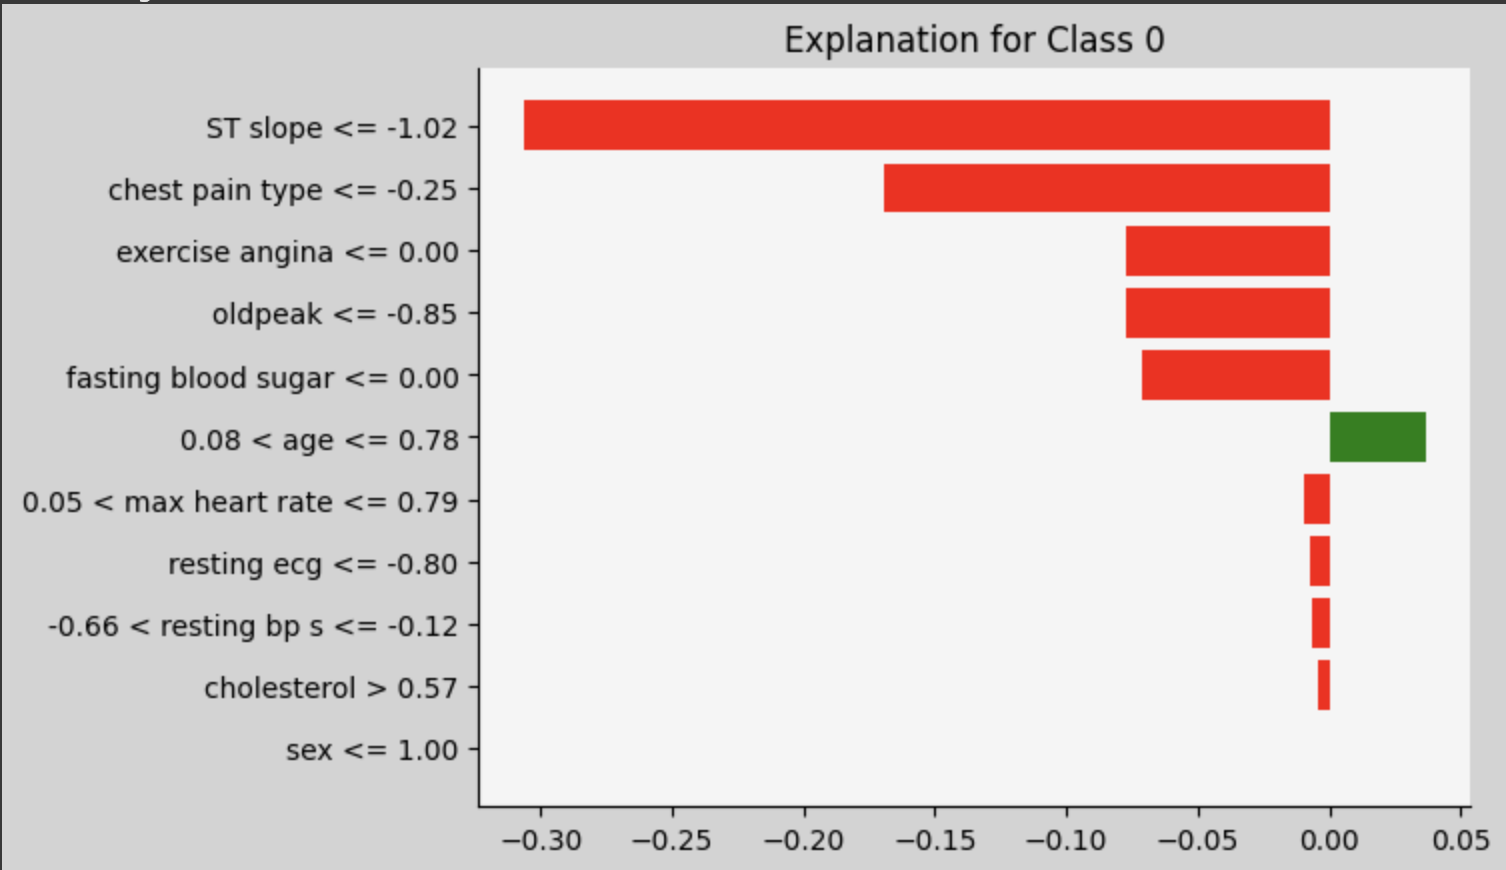 Explanation for Class 0
ST slope <= -1.02
chest pain type <= -0.25
exercise angina <= 0.00
oldpeak <= -0.85
fasting blood sugar <= 0.00
0.08 < age <= 0.78
0.05 < max heart rate <= 0.79
resting ecg <= -0.80
-0.66 < resting bp s <= -0.12
cholesterol > 0.57
sex <= 1.00
−0.30 −0.25 −0.20 −0.15 −0.10 −0.05 0.00 0.05